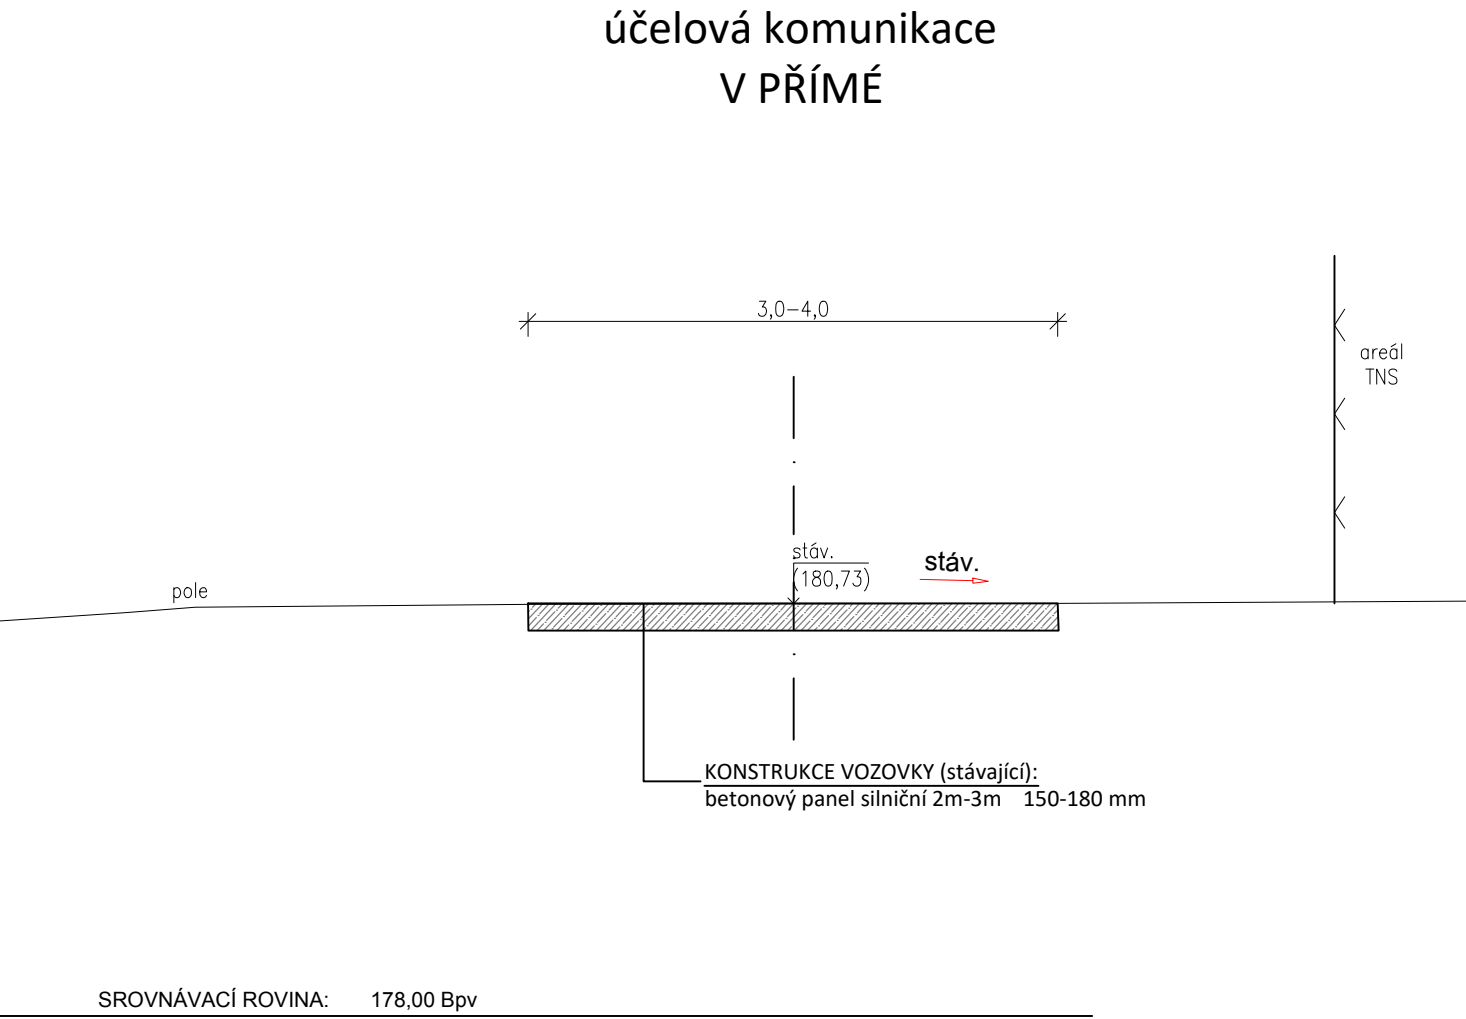 účelová komunikace
V PŘÍMÉ
3,0-4,0
areál
TNS
stáv.
(180,73)
stáv.
pole
KONSTRUKCE VOZOVKY (stávající):
betonový panel silniční 2m-3m 150-180 mm
SROVNÁVACÍ ROVINA: 178,00 Bpv